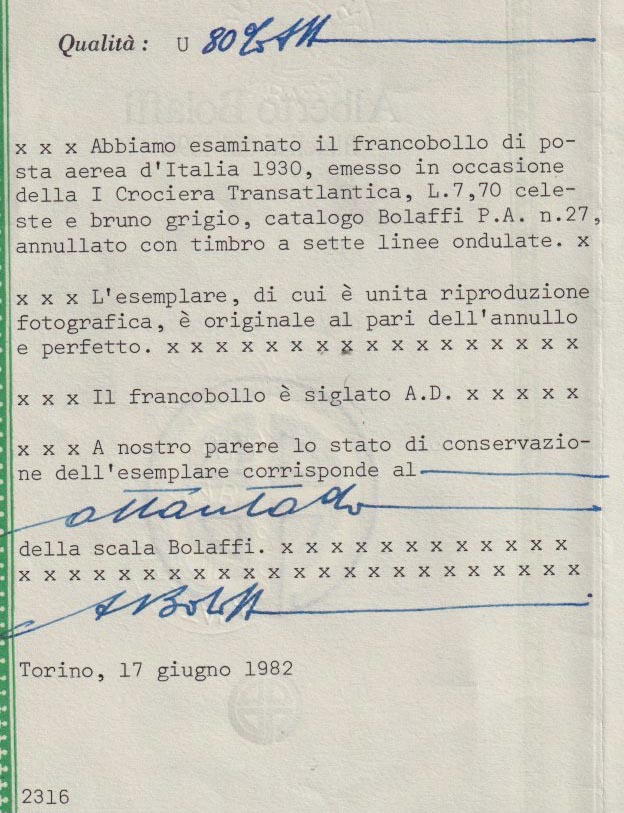 Qualità : U 80%
x x x Abbiamo esaminato il francobollo di po-
sta aerea d'Italia 1930, emesso in occasione
della I Crociera Transatlantica, L.7,70 cele-
ste e bruno grigio, catalogo Bolaffi P.A. n.27,
annullato con timbro a sette linee ondulate. x
x x x L'esemplare, di cui è unita riproduzione
fotografica, è originale al pari dell'annullo
e perfetto. x x x x x x x x x x x x x x x x x
x x x Il francobollo è siglato A.D. x x x x x
x x x A nostro parere lo stato di conservazio-
ne dell'esemplare corrisponde al
ottanta%
della scala Bolaffi. x x x x x x x x x x x x
x x x x x x x x x x x x x x x x x x x x x x x
ABolaffi
Torino, 17 giugno 1982
2316